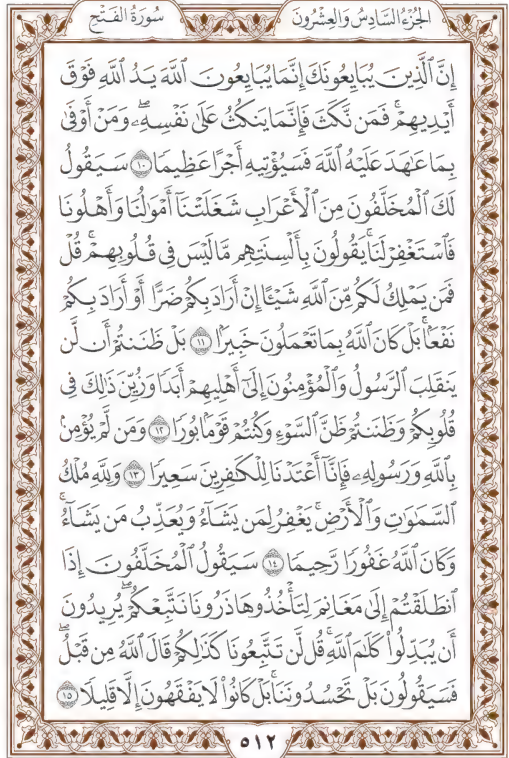 الجُزْءُ السَّادِسُ وَالعِشْرُونَ
سُورَةُ الفَتْحِ
إِنَّ ٱلَّذِينَ يُبَايِعُونَكَ إِنَّمَا يُبَايِعُونَ ٱللَّهَ يَدُ ٱللَّهِ فَوْقَ
أَيْدِيهِمْۚ فَمَن نَّكَثَ فَإِنَّمَا يَنكُثُ عَلَىٰ نَفْسِهِۦۖ وَمَنْ أَوْفَىٰ
بِمَا عَٰهَدَ عَلَيْهُ ٱللَّهَ فَسَيُؤْتِيهِ أَجْرًا عَظِيمًا ١٠ سَيَقُولُ
لَكَ ٱلْمُخَلَّفُونَ مِنَ ٱلْأَعْرَابِ شَغَلَتْنَآ أَمْوَٰلُنَا وَأَهْلُونَا
فَٱسْتَغْفِرْ لَنَاۚ يَقُولُونَ بِأَلْسِنَتِهِم مَّا لَيْسَ فِى قُلُوبِهِمْۚ قُلْ
فَمَن يَمْلِكُ لَكُم مِّنَ ٱللَّهِ شَيْـًٔا إِنْ أَرَادَ بِكُمْ ضَرًّا أَوْ أَرَادَ بِكُمْ
نَفْعَۢاۚ بَلْ كَانَ ٱللَّهُ بِمَا تَعْمَلُونَ خَبِيرًۢا ١١ بَلْ ظَنَنتُمْ أَن لَّن
يَنقَلِبَ ٱلرَّسُولُ وَٱلْمُؤْمِنُونَ إِلَىٰٓ أَهْلِيهِمْ أَبَدًا وَزُيِّنَ ذَٰلِكَ فِى
قُلُوبِكُمْ وَظَنَنتُمْ ظَنَّ ٱلسَّوْءِ وَكُنتُمْ قَوْمًۢا بُورًا ١٢ وَمَن لَّمْ يُؤْمِنۢ
بِٱللَّهِ وَرَسُولِهِۦ فَإِنَّآ أَعْتَدْنَا لِلْكَٰفِرِينَ سَعِيرًا ١٣ وَلِلَّهِ مُلْكُ
ٱلسَّمَٰوَٰتِ وَٱلْأَرْضِۚ يَغْفِرُ لِمَن يَشَآءُ وَيُعَذِّبُ مَن يَشَآءُۚ
وَكَانَ ٱللَّهُ غَفُورًا رَّحِيمًا ١٤ سَيَقُولُ ٱلْمُخَلَّفُونَ إِذَا
ٱنطَلَقْتُمْ إِلَىٰ مَغَانِمَ لِتَأْخُذُوهَا ذَرُونَا نَتَّبِعْكُمْۖ يُرِيدُونَ
أَن يُبَدِّلُوا۟ كَلَٰمَ ٱللَّهِۚ قُل لَّن تَتَّبِعُونَا كَذَٰلِكُمْ قَالَ ٱللَّهُ مِن قَبْلُۖ
فَسَيَقُولُونَ بَلْ تَحْسُدُونَنَاۚ بَلْ كَانُوا۟ لَا يَفْقَهُونَ إِلَّا قَلِيلًا ١٥
٥١٢